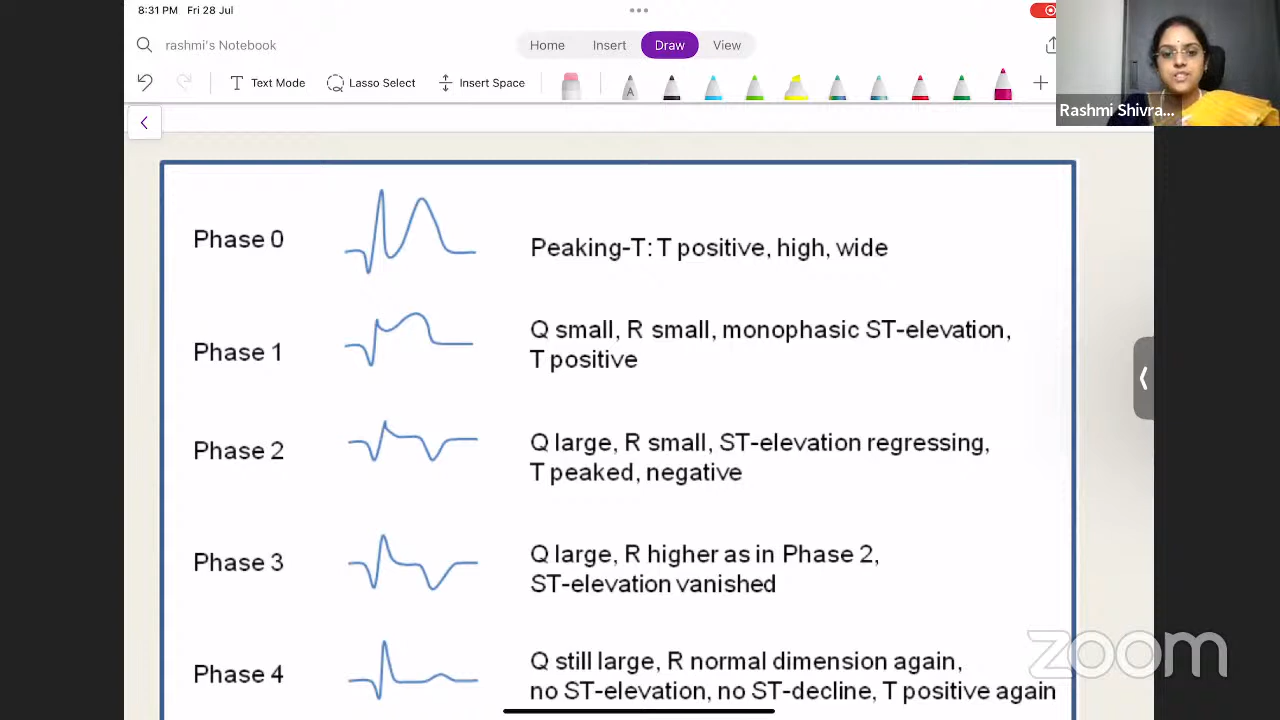 8:31 PM Fri 28 Jul
rashmi's Notebook
Home Insert Draw View
Text Mode Lasso Select Insert Space
A
Rashmi Shivra...
Phase 0
Peaking-T: T positive, high, wide
Phase 1
Q small, R small, monophasic ST-elevation,
T positive
Phase 2
Q large, R small, ST-elevation regressing,
T peaked, negative
Phase 3
Q large, R higher as in Phase 2,
ST-elevation vanished
Phase 4
Q still large, R normal dimension again,
no ST-elevation, no ST-decline, T positive again
zoom